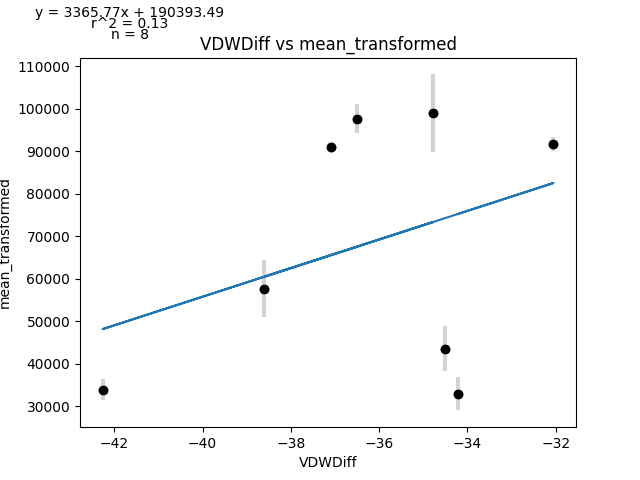 y = 3365.77x + 190393.49
r^2 = 0.13
n = 8
VDWDiff vs mean_transformed
110000
100000
90000
80000
70000
60000
50000
40000
30000
mean_transformed
−42
−40
−38
−36
−34
−32
VDWDiff